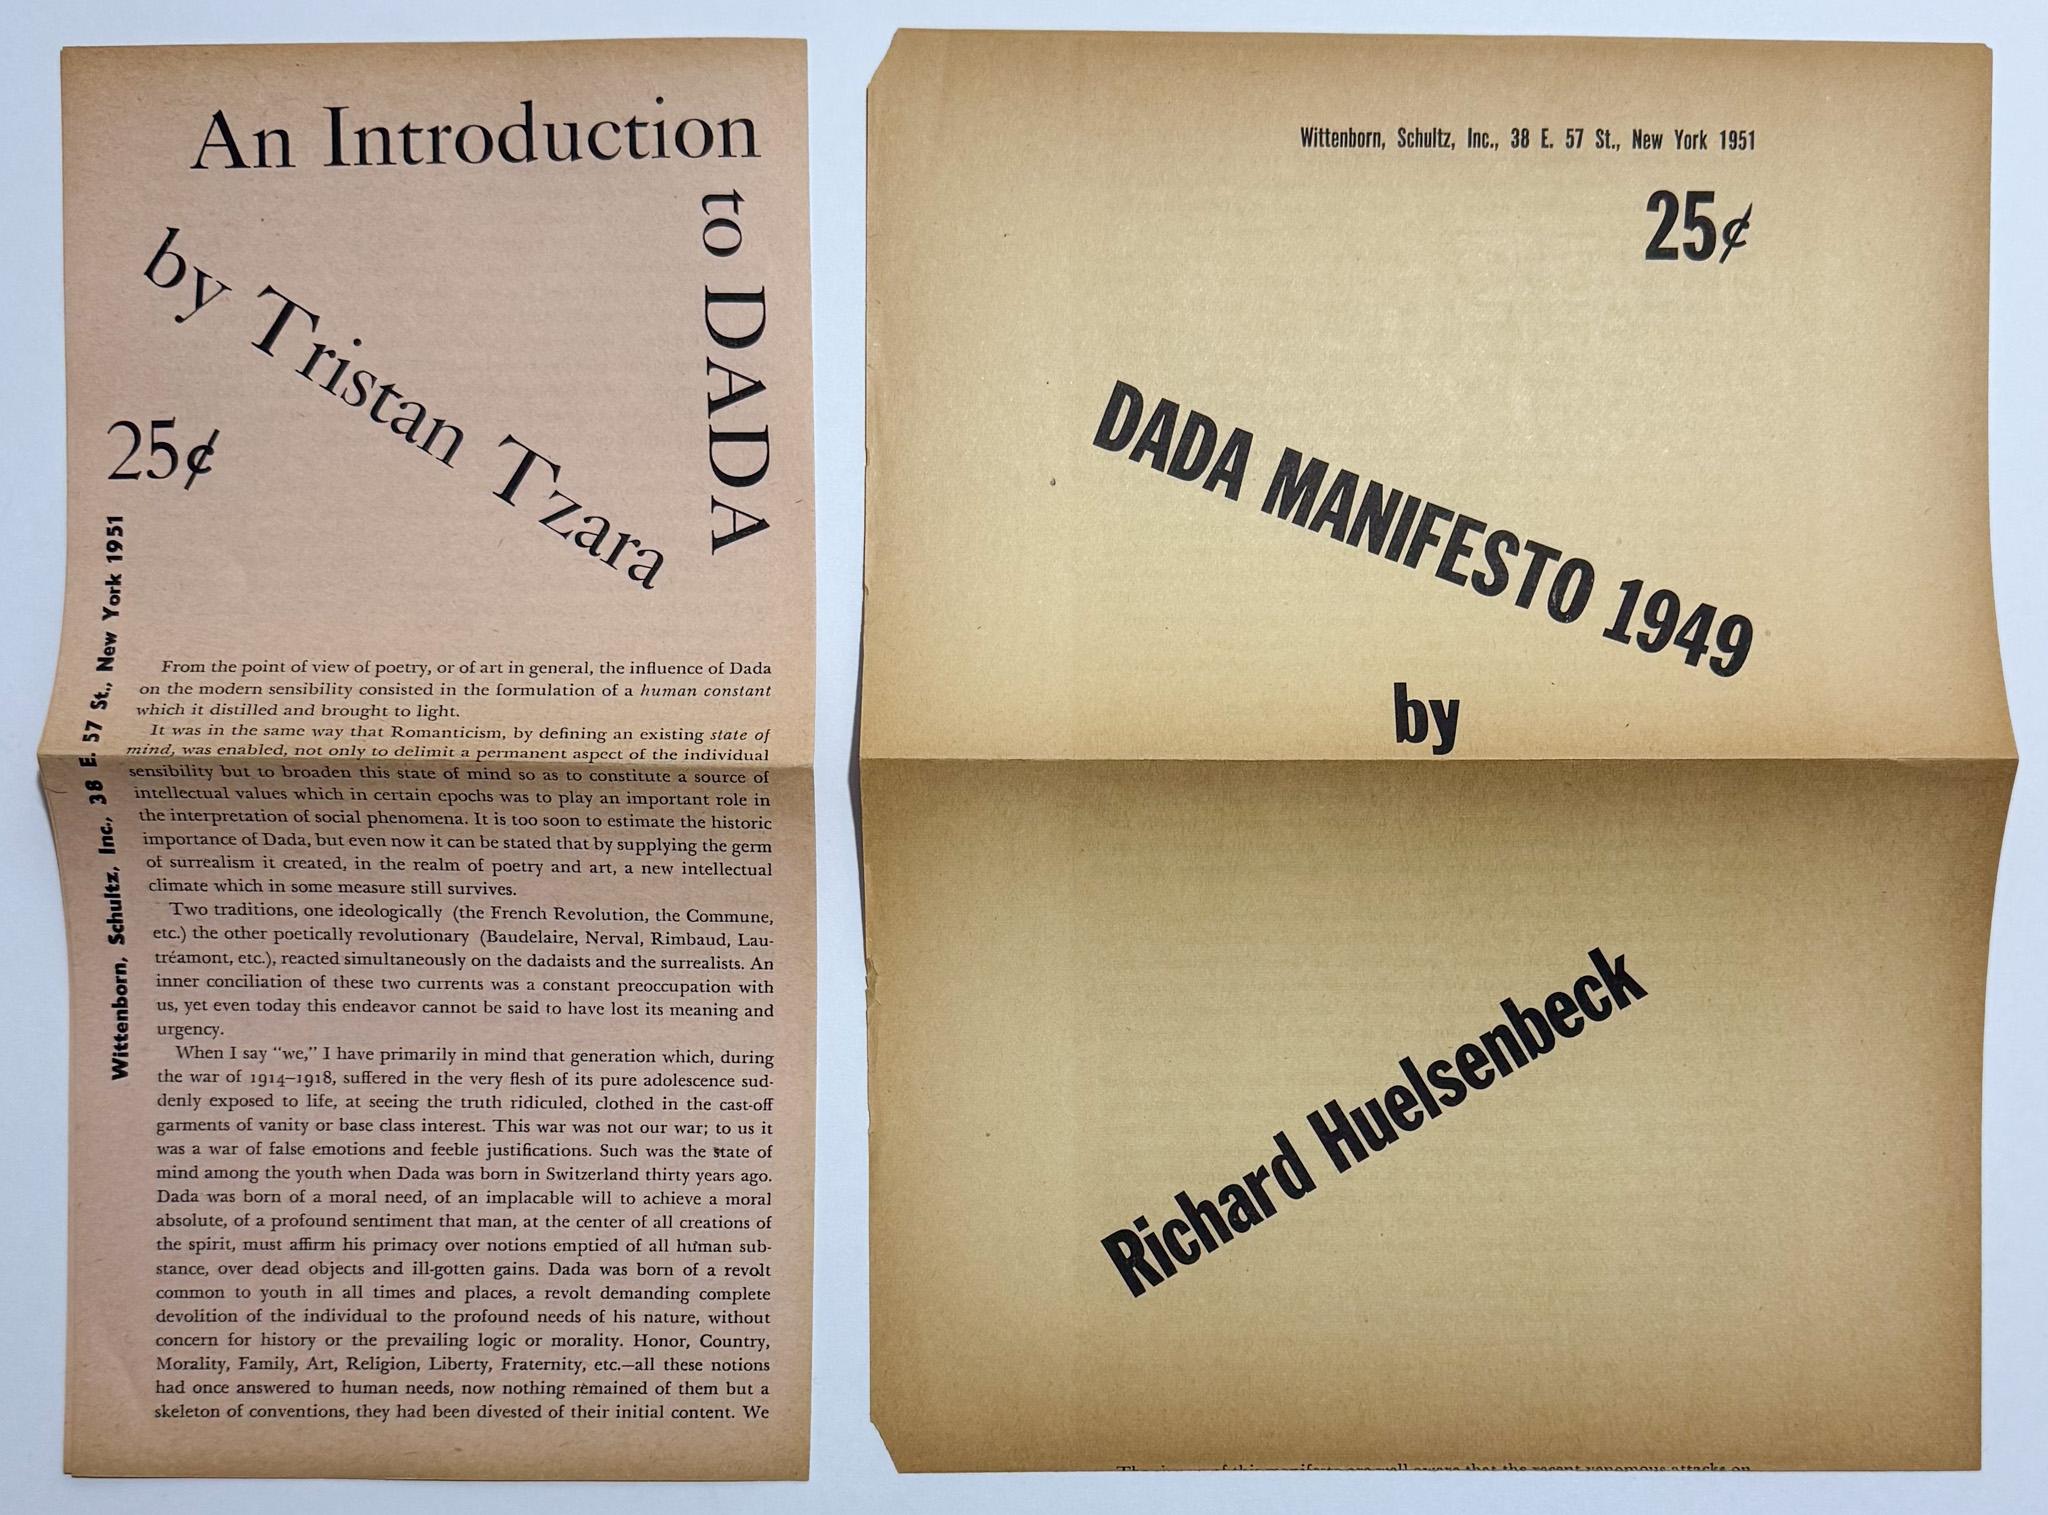 An Introduction
to DADA
by Tristan Tzara
25¢
Wittenborn, Schultz, Inc., 38 E. 57 St., New York 1951
From the point of view of poetry, or of art in general, the influence of Dada
on the modern sensibility consisted in the formulation of a human constant
which it distilled and brought to light.
It was in the same way that Romanticism, by defining an existing state of
mind, was enabled, not only to delimit a permanent aspect of the individual
sensibility but to broaden this state of mind so as to constitute a source of
intellectual values which in certain epochs was to play an important role in
the interpretation of social phenomena. It is too soon to estimate the historic
importance of Dada, but even now it can be stated that by supplying the germ
of surrealism it created, in the realm of poetry and art, a new intellectual
climate which in some measure still survives.
Two traditions, one ideologically (the French Revolution, the Commune,
etc.) the other poetically revolutionary (Baudelaire, Nerval, Rimbaud, Lau-
tréamont, etc.), reacted simultaneously on the dadaists and the surrealists. An
inner conciliation of these two currents was a constant preoccupation with
us, yet even today this endeavor cannot be said to have lost its meaning and
urgency.
When I say “we,” I have primarily in mind that generation which, during
the war of 1914–1918, suffered in the very flesh of its pure adolescence sud-
denly exposed to life, at seeing the truth ridiculed, clothed in the cast-off
garments of vanity or base class interest. This war was not our war; to us it
was a war of false emotions and feeble justifications. Such was the state of
mind among the youth when Dada was born in Switzerland thirty years ago.
Dada was born of a moral need, of an implacable will to achieve a moral
absolute, of a profound sentiment that man, at the center of all creations of
the spirit, must affirm his primacy over notions emptied of all human sub-
stance, over dead objects and ill-gotten gains. Dada was born of a revolt
common to youth in all times and places, a revolt demanding complete
devolition of the individual to the profound needs of his nature, without
concern for history or the prevailing logic or morality. Honor, Country,
Morality, Family, Art, Religion, Liberty, Fraternity, etc.—all these notions
had once answered to human needs, now nothing remained of them but a
skeleton of conventions, they had been divested of their initial content. We
Wittenborn, Schultz, Inc., 38 E. 57 St., New York 1951
25¢
DADA MANIFESTO 1949
by
Richard Huelsenbeck
of this manifesto are well aware that the recent venomous attacks on